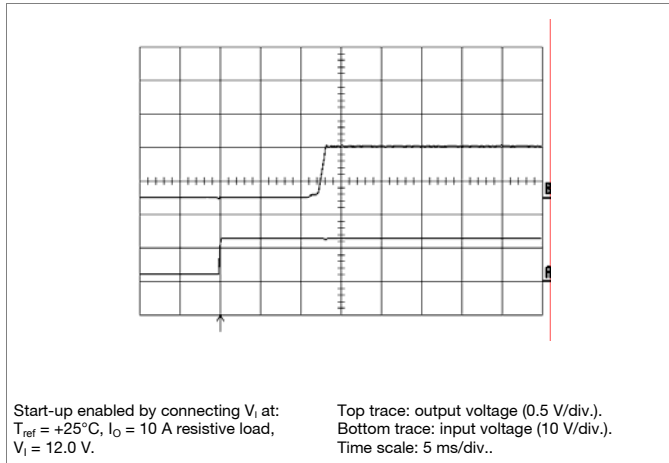 B
A
Start-up enabled by connecting VI at:
Tref = +25°C, IO = 10 A resistive load,
VI = 12.0 V.
Top trace: output voltage (0.5 V/div.).
Bottom trace: input voltage (10 V/div.).
Time scale: 5 ms/div..